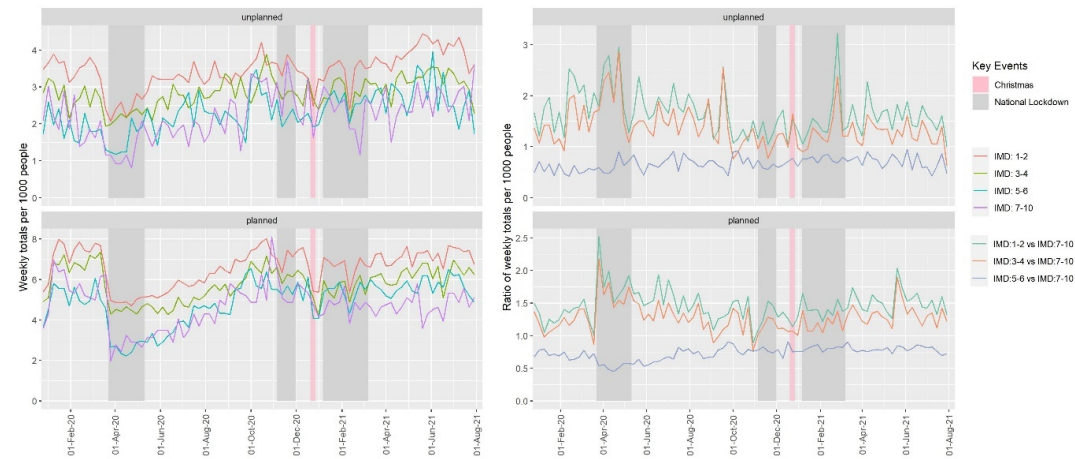 unplanned
4
3
2
1
0
planned
8
6
4
2
0
Weekly totals per 1000 people
01-Feb-20
01-Apr-20
01-Jun-20
01-Aug-20
01-Oct-20
01-Dec-20
01-Feb-21
01-Apr-21
01-Jun-21
01-Aug-21
unplanned
3
2
1
0
planned
2.5
2.0
1.5
1.0
0.5
0.0
Ratio of weekly totals per 1000 people
01-Feb-20
01-Apr-20
01-Jun-20
01-Aug-20
01-Oct-20
01-Dec-20
01-Feb-21
01-Apr-21
01-Jun-21
01-Aug-21
Key Events
Christmas
National Lockdown
IMD: 1-2
IMD: 3-4
IMD: 5-6
IMD: 7-10
IMD:1-2 vs IMD:7-10
IMD:3-4 vs IMD:7-10
IMD:5-6 vs IMD:7-10